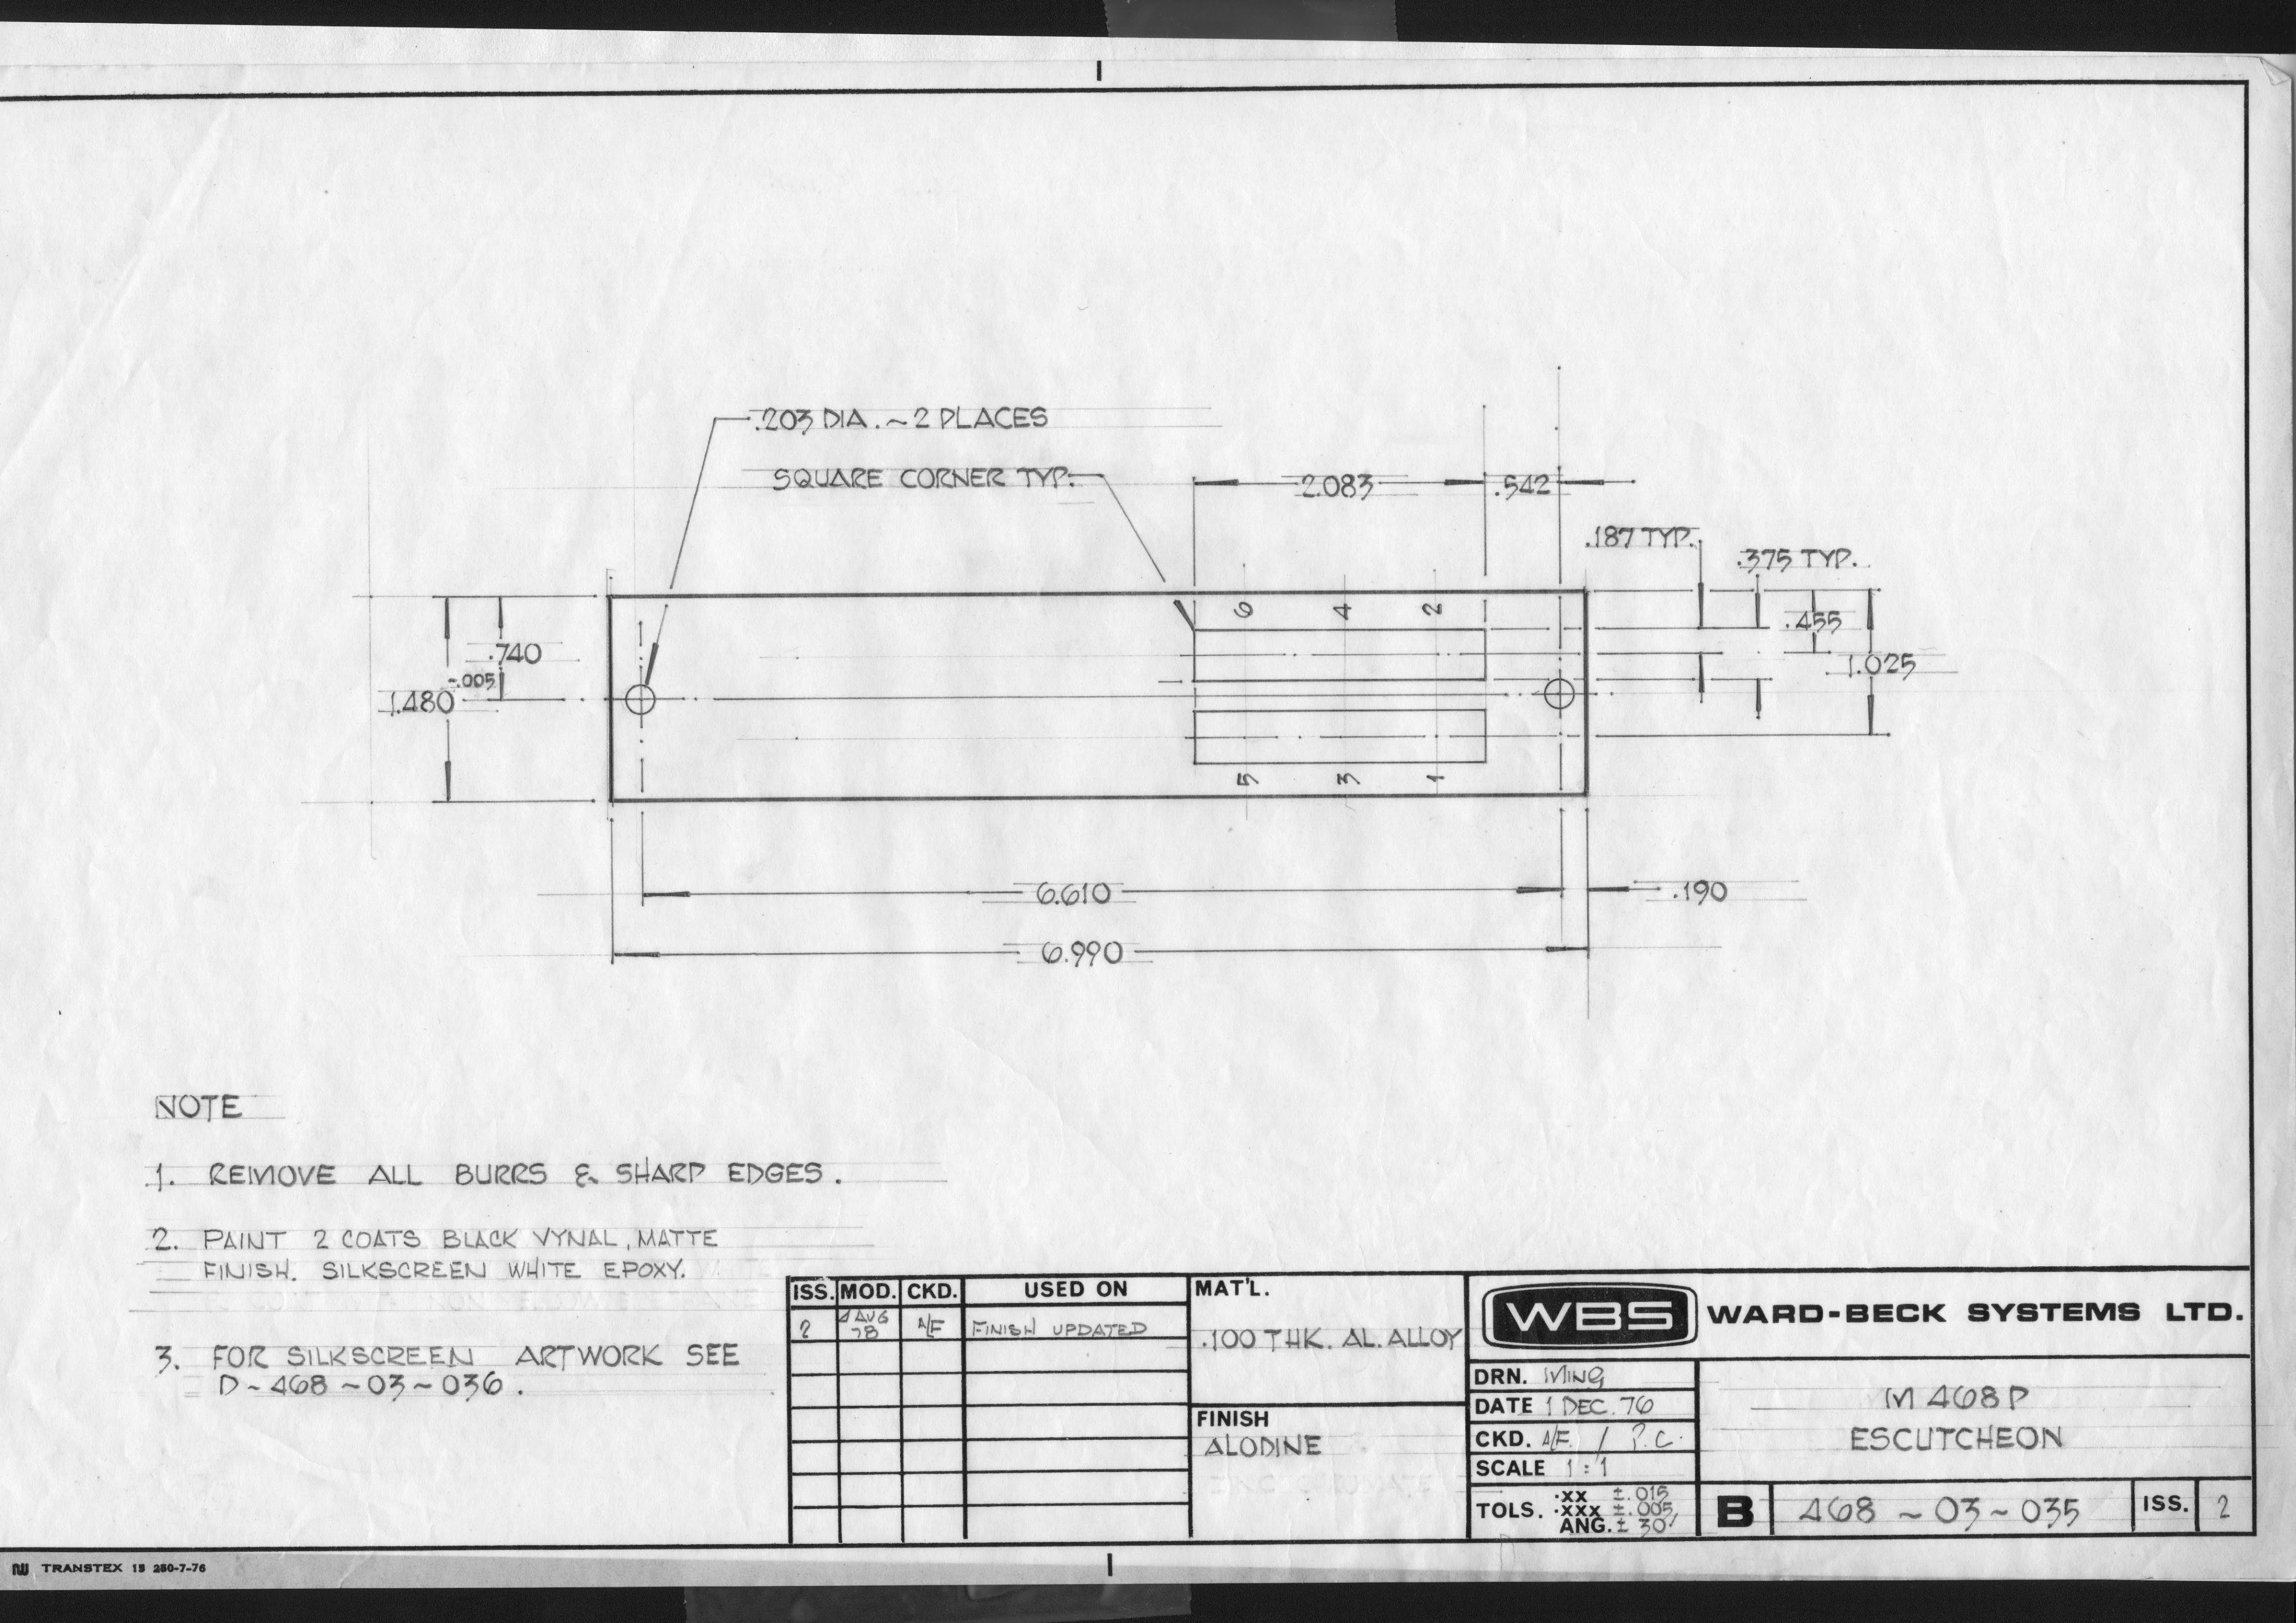 .203 DIA. ~ 2 PLACES
SQUARE CORNER TYP.
2.083
.542
.187 TYP.
.375 TYP.
.455
1.025
.740
-.005
1.480
6 4 2
5 3 1
6.610
.190
6.990
NOTE
1. REMOVE ALL BURRS & SHARP EDGES.
2. PAINT 2 COATS BLACK VYNAL, MATTE
FINISH. SILKSCREEN WHITE EPOXY.
3. FOR SILKSCREEN ARTWORK SEE
D~468~03~036.
ISS. MOD. CKD. USED ON
2 AUG 78 A/F FINISH UPDATED
MAT'L.
.100 THK. AL. ALLOY
FINISH
ALODINE
WBS WARD-BECK SYSTEMS LTD.
DRN. MING
DATE 1 DEC. 76
CKD. A/F. / P.C.
SCALE 1:1
TOLS. .XX ±.015
.XXX ±.005
ANG. ± 30'
M468P
ESCUTCHEON
B 468~03~035 ISS. 2
TRANSTEX 15 250-7-76